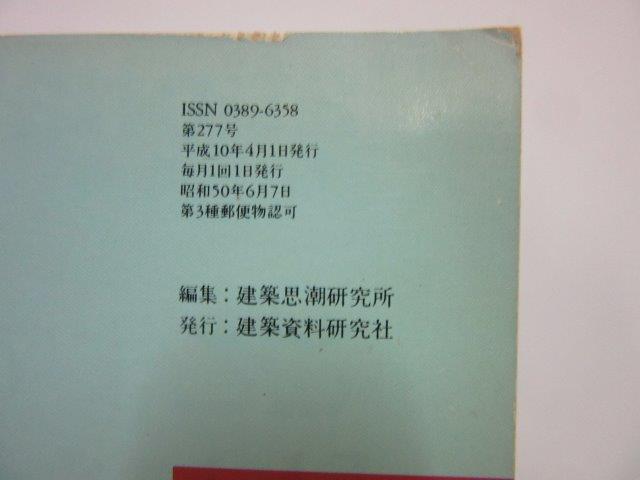 ISSN 0389-6358
第277号
平成10年4月1日発行
毎月1回1日発行
昭和50年6月7日
第3種郵便物認可
編集：建築思潮研究所
発行：建築資料研究社